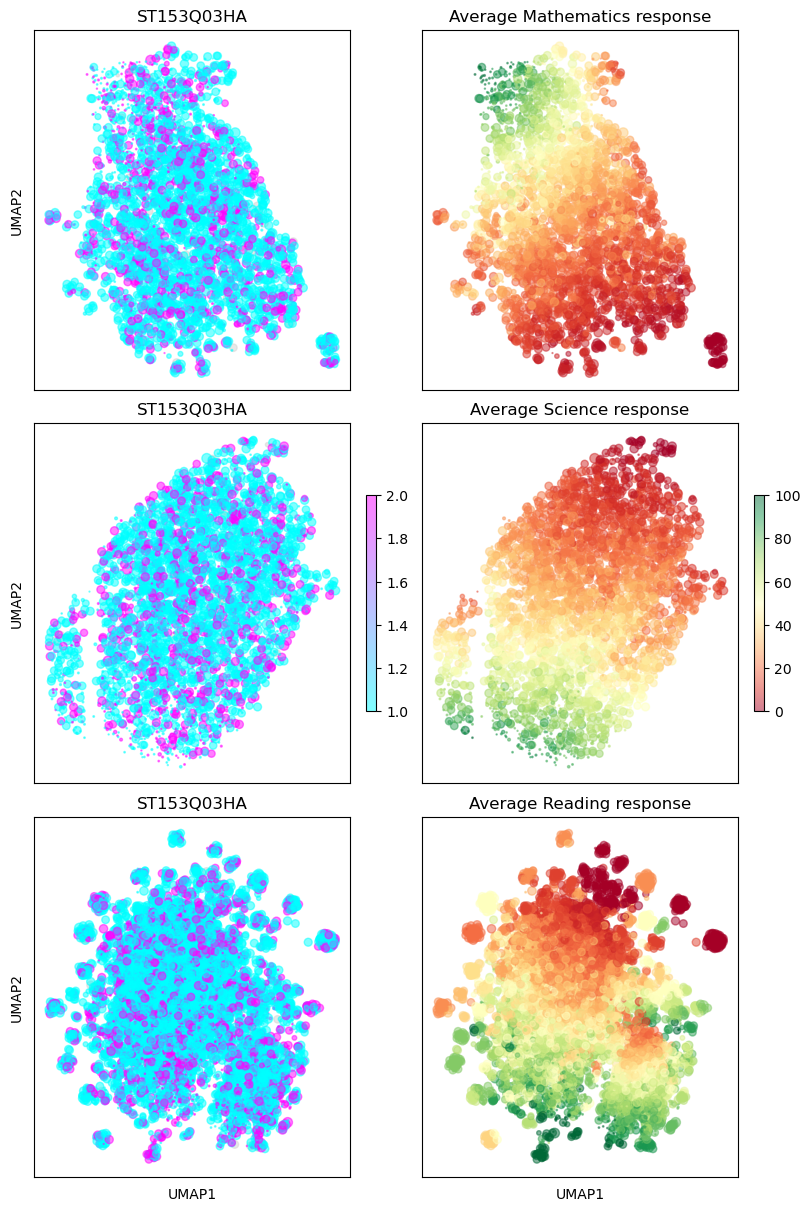 ST153Q03HA
Average Mathematics response
UMAP2
ST153Q03HA
Average Science response
UMAP2
2.0
1.8
1.6
1.4
1.2
1.0
100
80
60
40
20
0
ST153Q03HA
Average Reading response
UMAP2
UMAP1
UMAP1